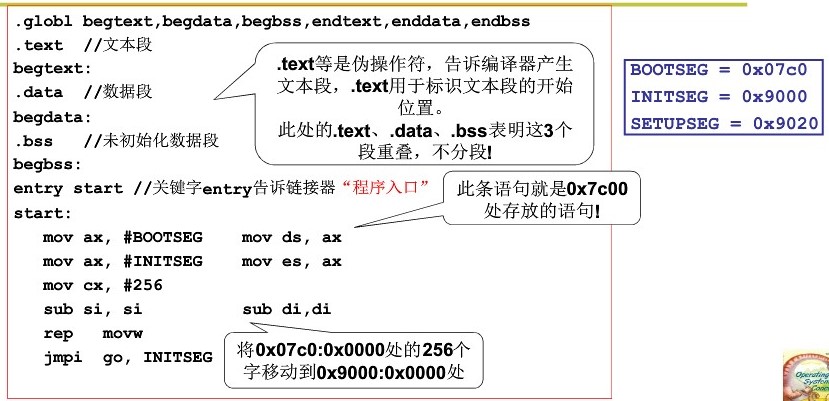 .globl begtext,begdata,begbss,endtext,enddata,endbss
.text //文本段
begtext:
.data //数据段
begdata:
.bss //未初始化数据段
begbss:
entry start //关键字entry告诉链接器“程序入口”
start:
mov ax, #BOOTSEG mov ds, ax
mov ax, #INITSEG mov es, ax
mov cx, #256
sub si, si sub di,di
rep movw
jmpi go, INITSEG
.text等是伪操作符，告诉编译器产生
文本段，.text用于标识文本段的开始
位置。
此处的.text、.data、.bss表明这3个
段重叠，不分段!
此条语句就是0x7c00
处存放的语句!
将0x07c0:0x0000处的256个
字移动到0x9000:0x0000处
BOOTSEG = 0x07c0
INITSEG = 0x9000
SETUPSEG = 0x9020
Operating
System